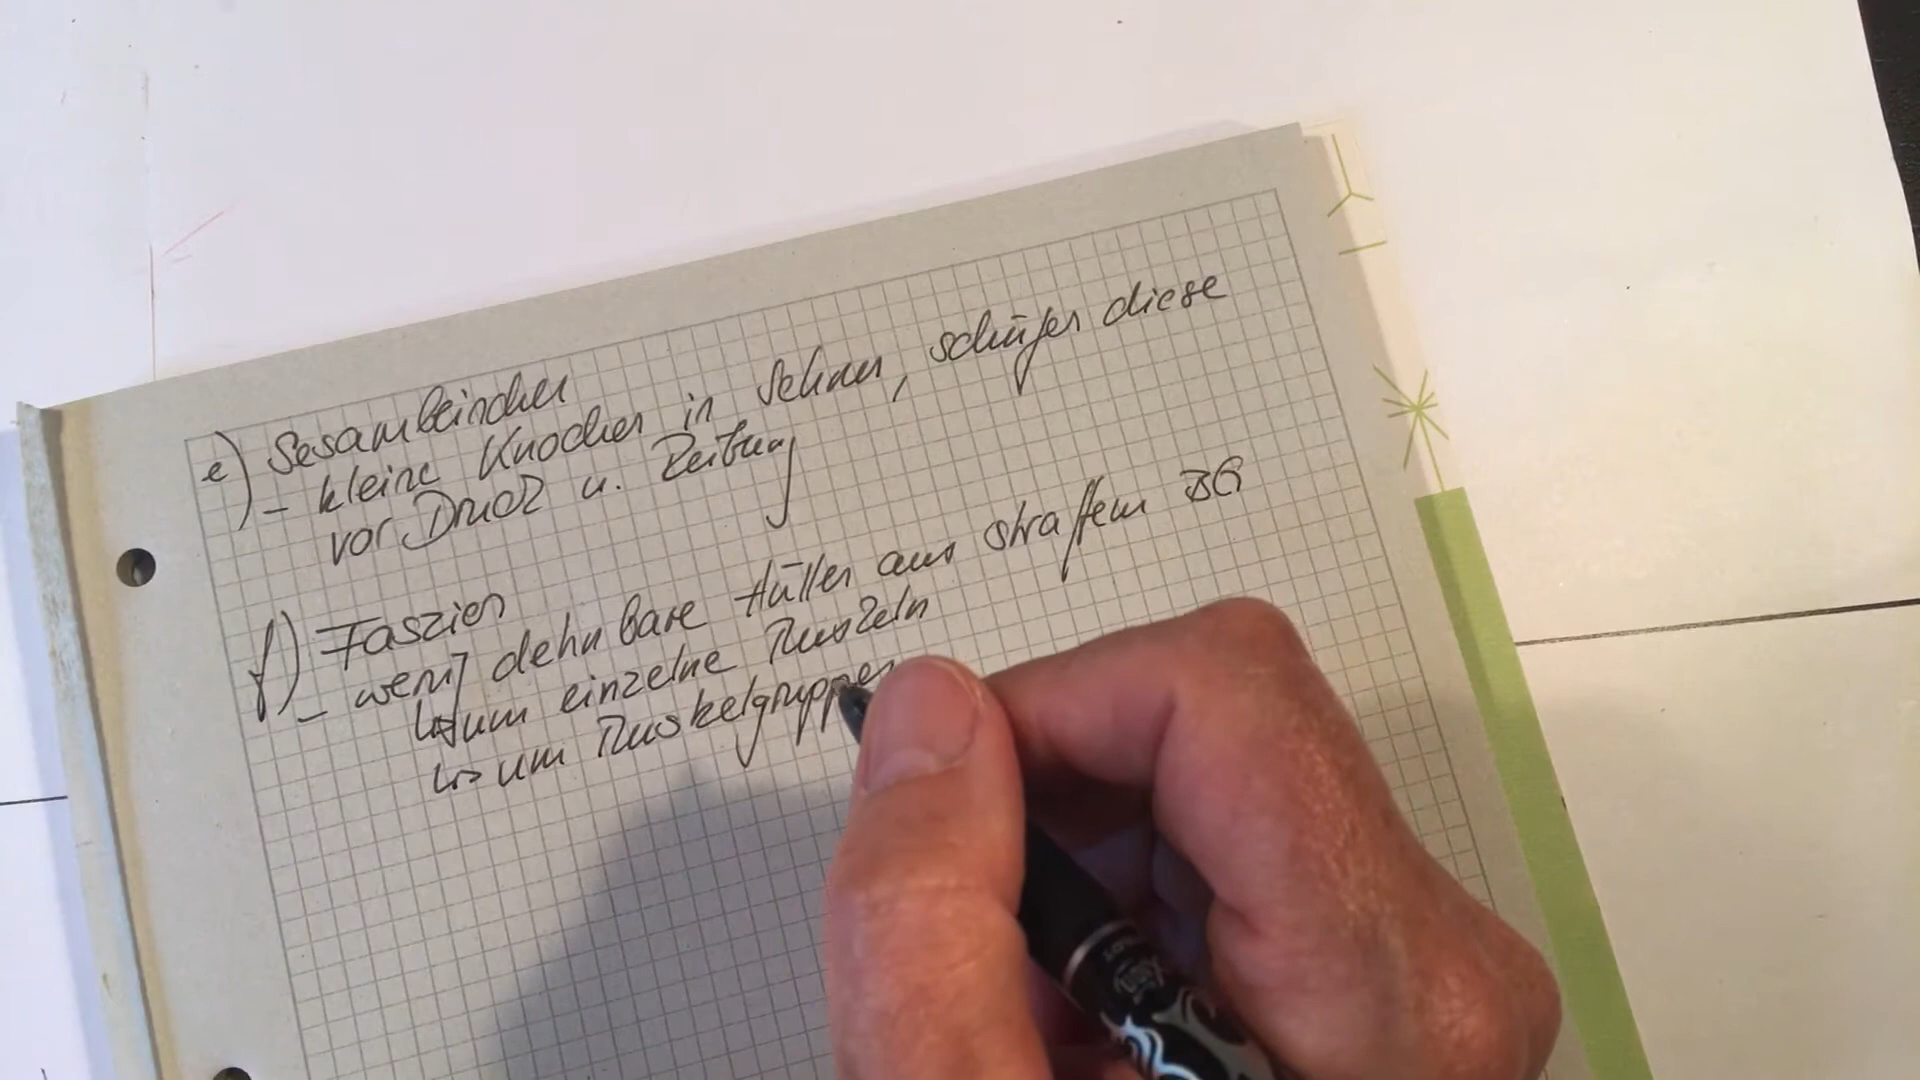 e) Sesambeinchen
- kleine Knochen in Sehnen, schützen diese
vor Druck u. Reibung
f) Faszien
- wenig dehnbare Hüllen aus straffem BG
↳ um einzelne Muskeln
↳ um Muskelgruppen